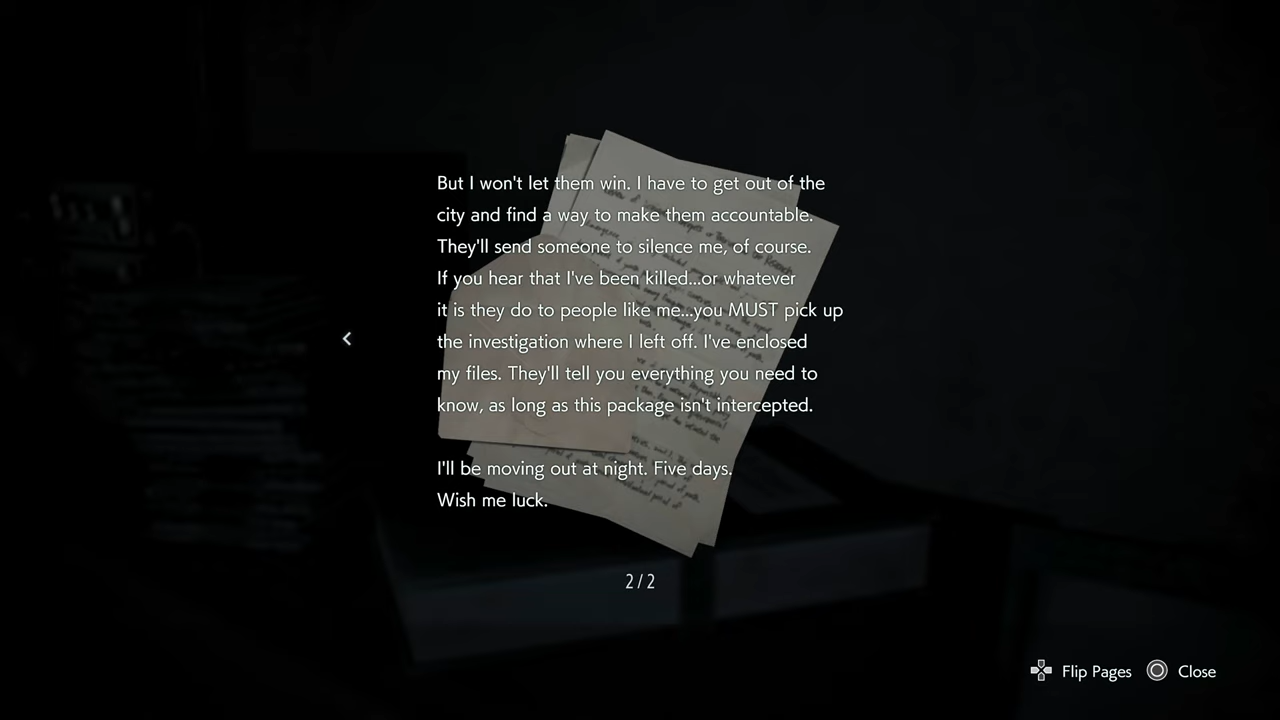 But I won't let them win. I have to get out of the
city and find a way to make them accountable.
They'll send someone to silence me, of course.
If you hear that I've been killed...or whatever
it is they do to people like me...you MUST pick up
the investigation where I left off. I've enclosed
my files. They'll tell you everything you need to
know, as long as this package isn't intercepted.
I'll be moving out at night. Five days.
Wish me luck.
2 / 2
Flip Pages
Close